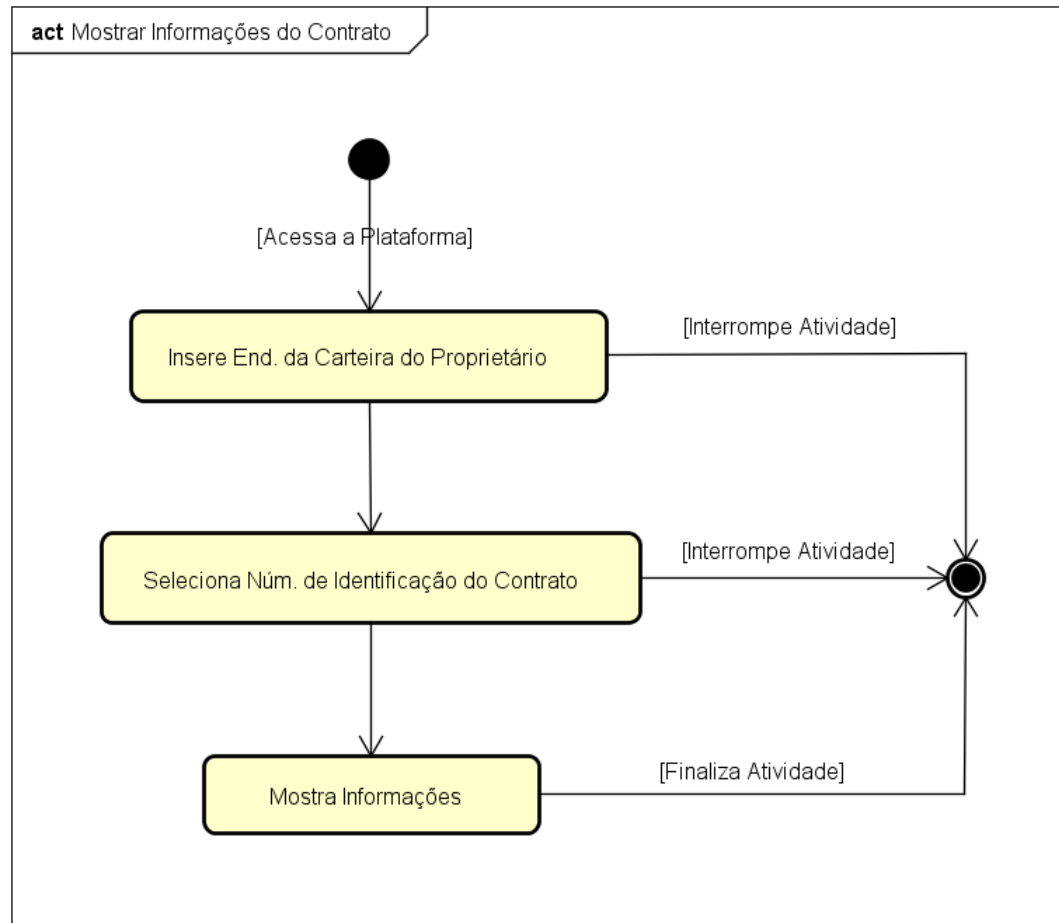 act Mostrar Informações do Contrato
[Acessa a Plataforma]
[Interrompe Atividade]
Insere End. da Carteira do Proprietário
[Interrompe Atividade]
Seleciona Núm. de Identificação do Contrato
[Finaliza Atividade]
Mostra Informações